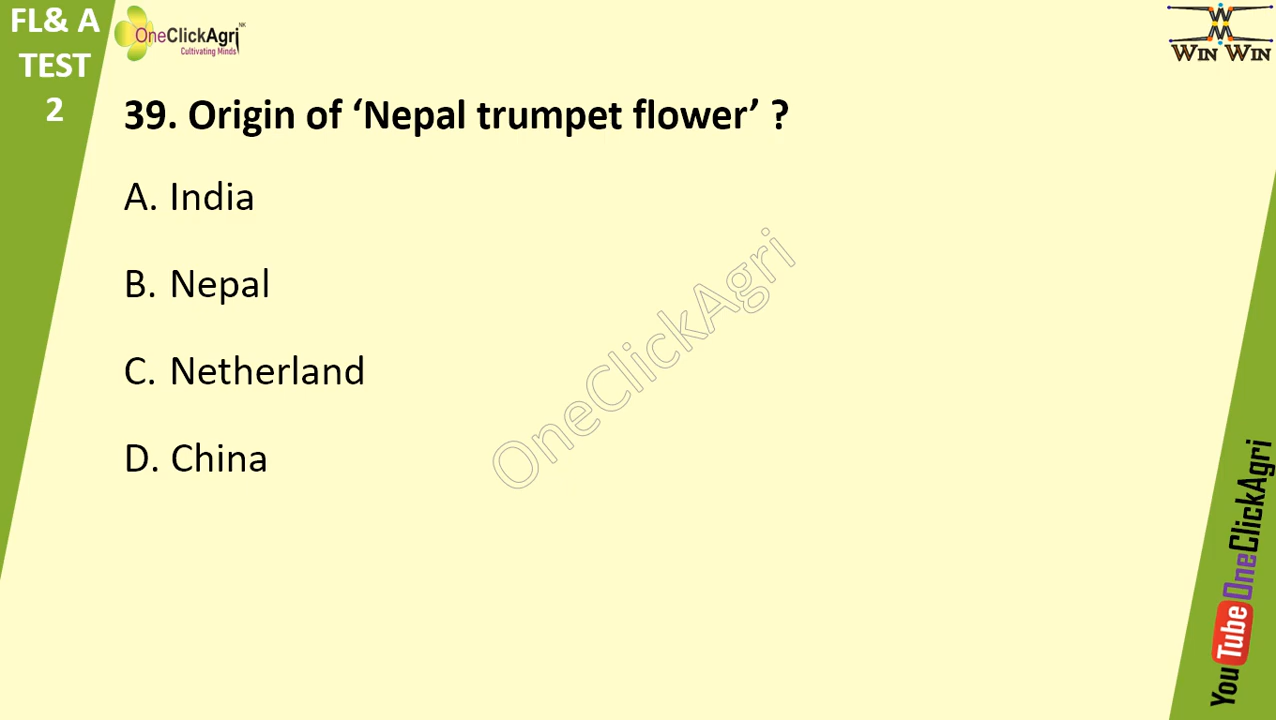 FL& A
TEST
2
OneClickAgri NK
Cultivating Minds
WIN WIN
39. Origin of ‘Nepal trumpet flower’ ?
A. India
B. Nepal
C. Netherland
D. China
OneClickAgri
YouTube OneClickAgri